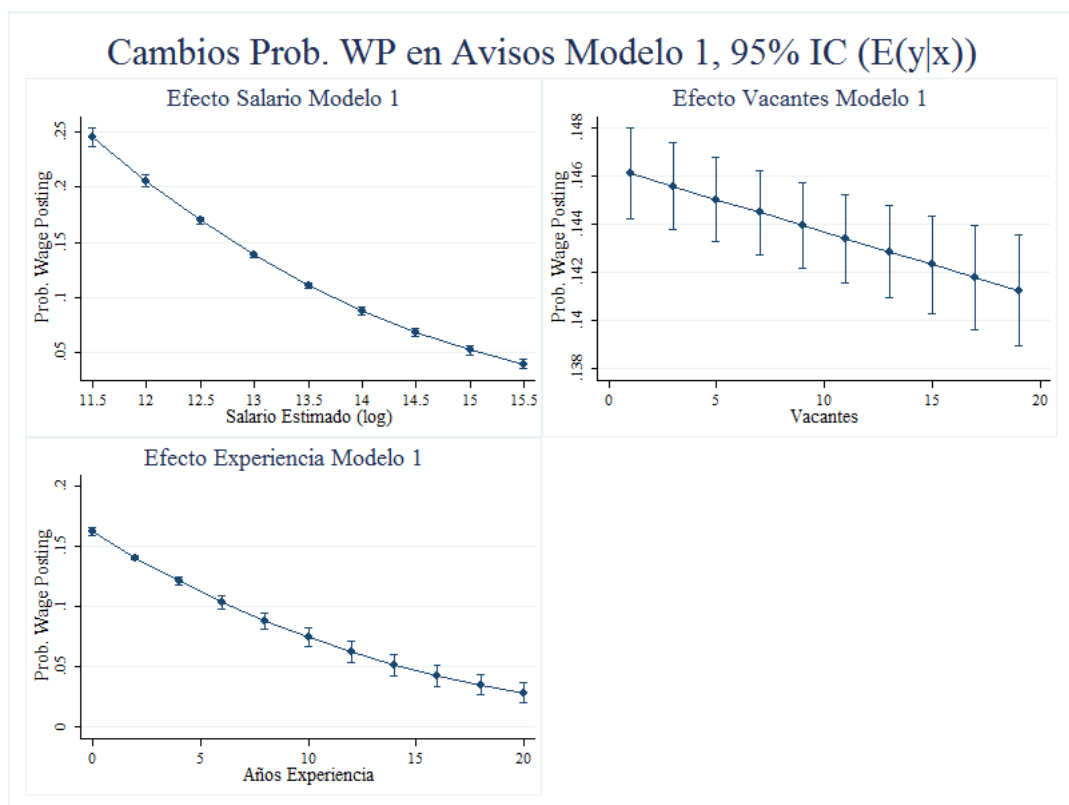 Cambios Prob. WP en Avisos Modelo 1, 95% IC (E(y|x))
Efecto Salario Modelo 1
Prob. Wage Posting
.25
.2
.15
.1
.05
11.5 12 12.5 13 13.5 14 14.5 15 15.5
Salario Estimado (log)
Efecto Vacantes Modelo 1
Prob. Wage Posting
.148
.146
.144
.142
.14
.138
0 5 10 15 20
Vacantes
Efecto Experiencia Modelo 1
Prob. Wage Posting
.2
.15
.1
.05
0
0 5 10 15 20
Años Experiencia